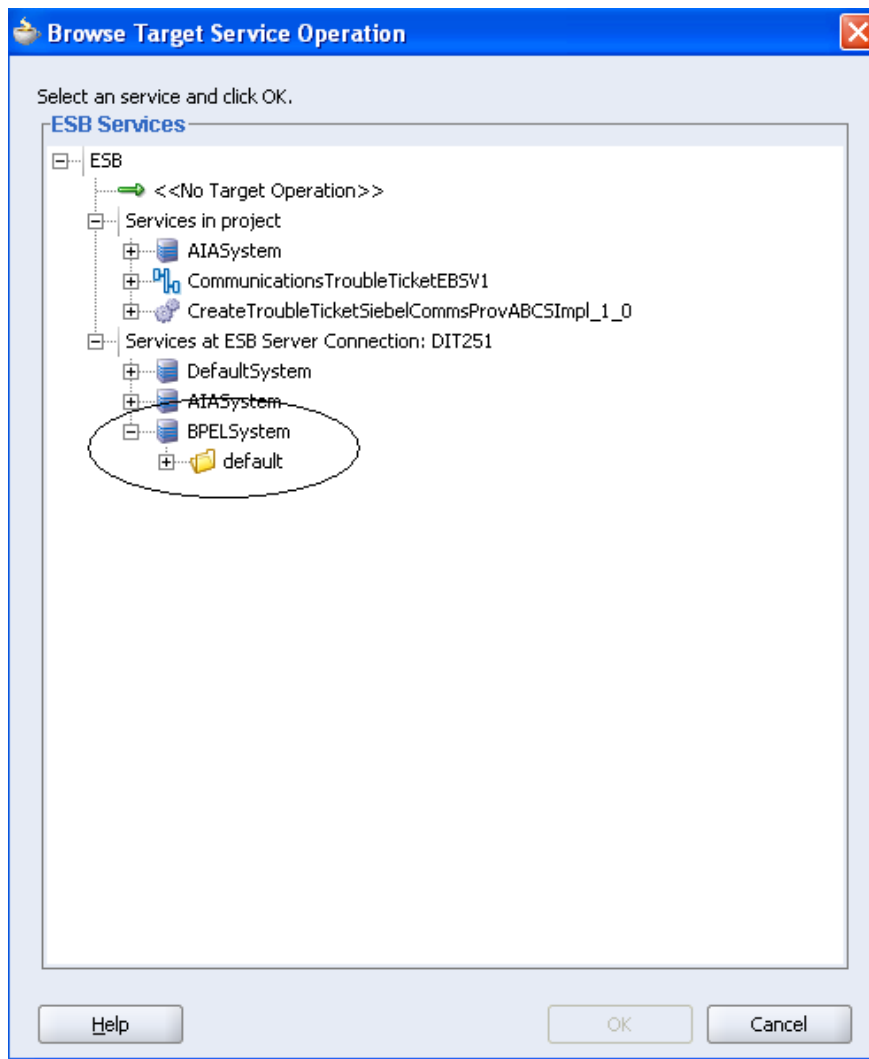 Browse Target Service Operation
Select an service and click OK.
ESB Services
ESB
<<No Target Operation>>
Services in project
AIASystem
CommunicationsTroubleTicketEBSV1
CreateTroubleTicketSiebelCommsProvABCSImpl_1_0
Services at ESB Server Connection: DIT251
DefaultSystem
AIASystem
BPELSystem
default
Help OK Cancel